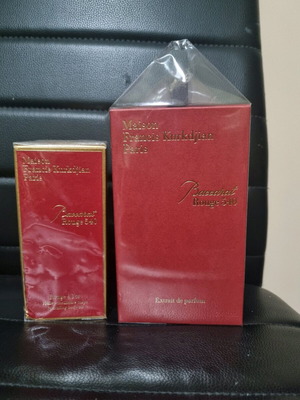 Maison
Francis Kurkdjian
Paris
Baccarat
Rouge 540
Maison
Francis Kurkdjian
Paris
Baccarat
Rouge 540
Extrait de parfum